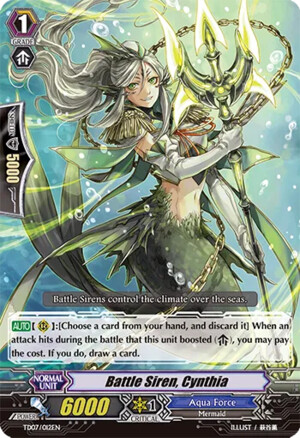 1
GRADE
5000
SHIELD
Battle Sirens control the climate over the seas.
AUTO [ ]:[Choose a card from your hand, and discard it] When an
attack hits during the battle that this unit boosted ( ), you may pay
the cost. If you do, draw a card.
NORMAL
UNIT
Battle Siren, Cynthia
6000
1
CRITICAL
Aqua Force
Mermaid
TD07/012EN
ILLUST /